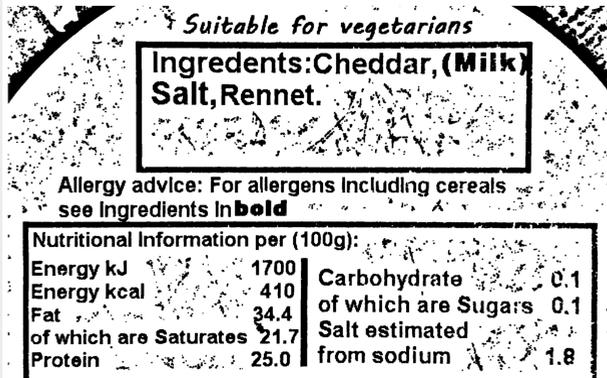 Suitable for vegetarians
Ingredents:Cheddar,(Milk)
Salt,Rennet.
Allergy advice: For allergens including cereals
see Ingredients In bold
Nutritional Information per (100g):
Energy kJ 1700
Energy kcal 410
Fat 34.4
of which are Saturates 21.7
Protein 25.0
Carbohydrate 0.1
of which are Sugars 0.1
Salt estimated
from sodium 1.8